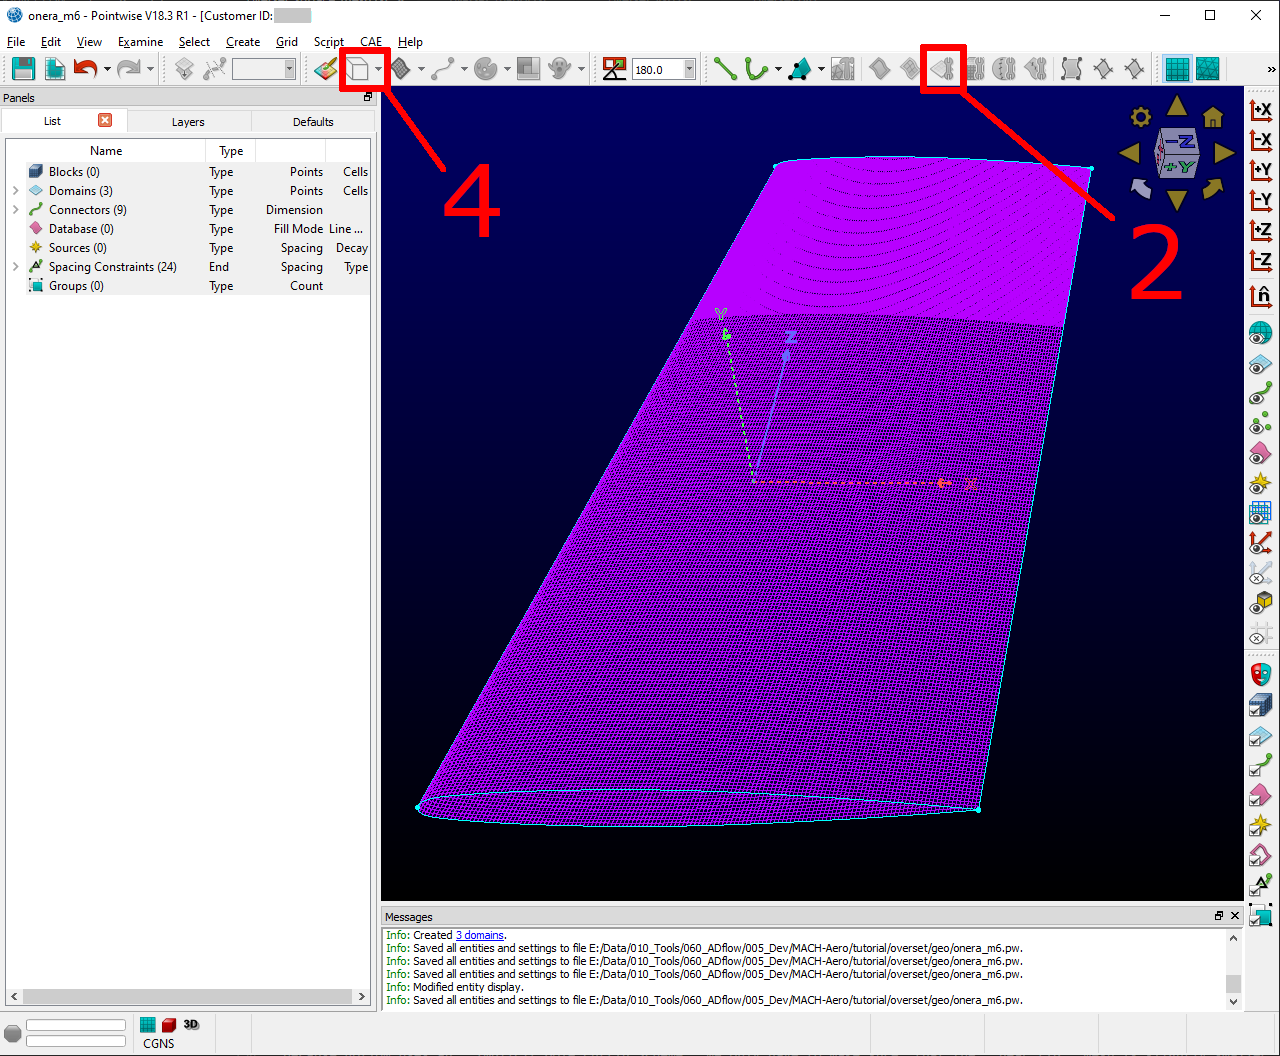 onera_m6 - Pointwise V18.3 R1 - [Customer ID:
File Edit View Examine Select Create Grid Script CAE Help
180.0
Panels
List Layers Defaults
Name Type
Blocks (0) Type Points Cells
Domains (3) Type Points Cells
Connectors (9) Type Dimension
Database (0) Type Fill Mode Line ...
Sources (0) Type Spacing Decay
Spacing Constraints (24) End Spacing Type
Groups (0) Type Count
4
2
-Z
+Y
Y
Z
X
+X
-X
+Y
-Y
+Z
-Z
n̂
Messages
Info: Created 3 domains.
Info: Saved all entities and settings to file E:/Data/010_Tools/060_ADflow/005_Dev/MACH-Aero/tutorial/overset/geo/onera_m6.pw.
Info: Saved all entities and settings to file E:/Data/010_Tools/060_ADflow/005_Dev/MACH-Aero/tutorial/overset/geo/onera_m6.pw.
Info: Saved all entities and settings to file E:/Data/010_Tools/060_ADflow/005_Dev/MACH-Aero/tutorial/overset/geo/onera_m6.pw.
Info: Modified entity display.
Info: Saved all entities and settings to file E:/Data/010_Tools/060_ADflow/005_Dev/MACH-Aero/tutorial/overset/geo/onera_m6.pw.
3D
CGNS